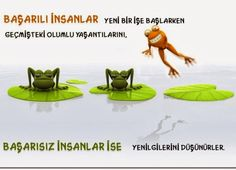 BAŞARILI İNSANLAR YENİ BİR İŞE BAŞLARKEN
GEÇMİŞTEKİ OLUMLU YAŞANTILARINI,
BAŞARISIZ İNSANLAR İSE YENİLGİLERİNİ DÜŞÜNÜRLER.